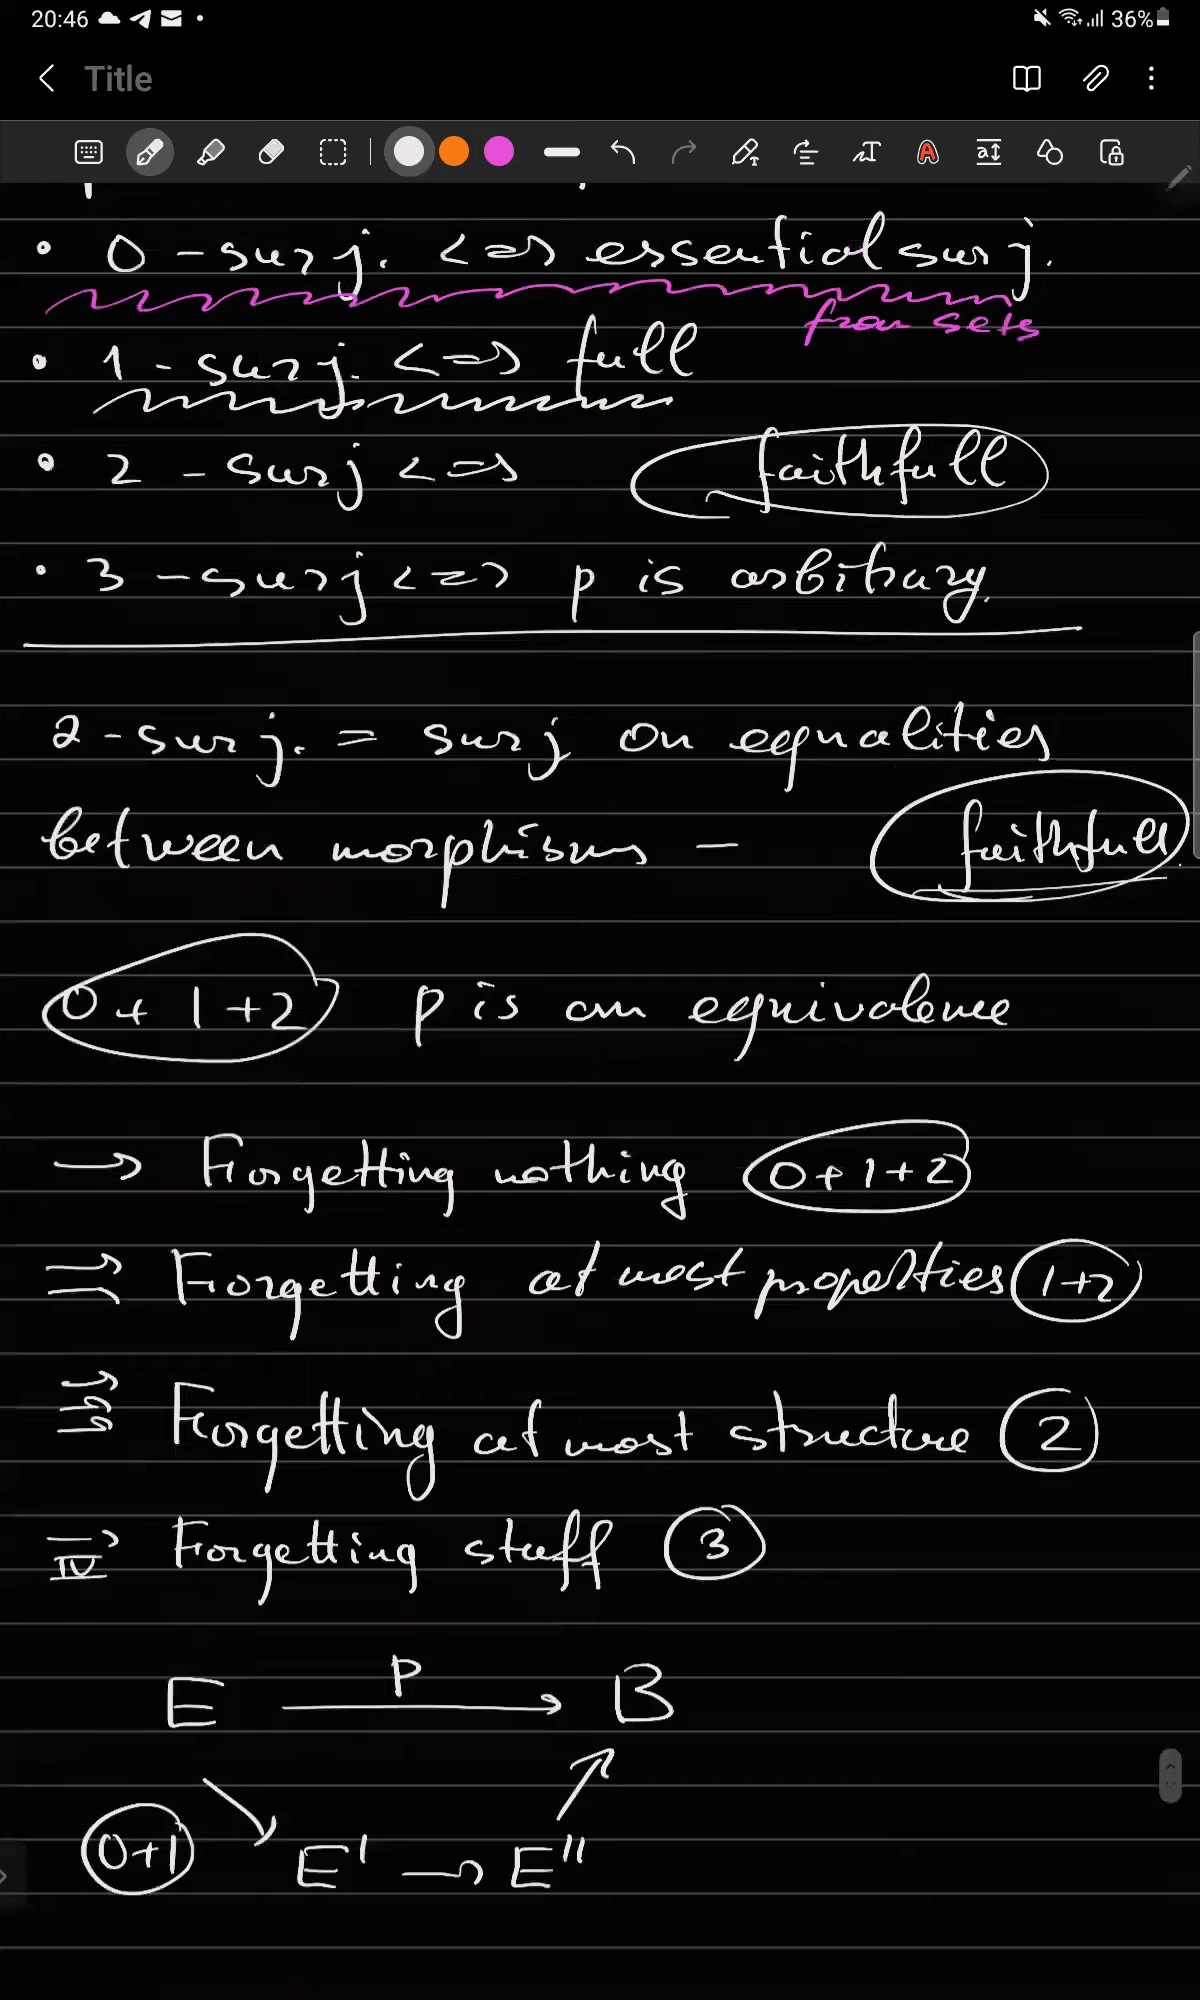 20:46
36%
Title
• 0 - surj. <=> essential surj.
from sets
• 1 - surj. <=> full
• 2 - surj <=> faithfull
• 3 - surj <=> p is arbitrary.
2 - surj. = surj on equalities
between morphisms - faithfull
0 + 1 + 2 p is an equivalence
→ Forgetting nothing 0 + 1 + 2
Forgetting at most properties 1+2
Forgetting at most structure 2
IV Forgetting stuff 3
P
E → B
0+1 E' → E''